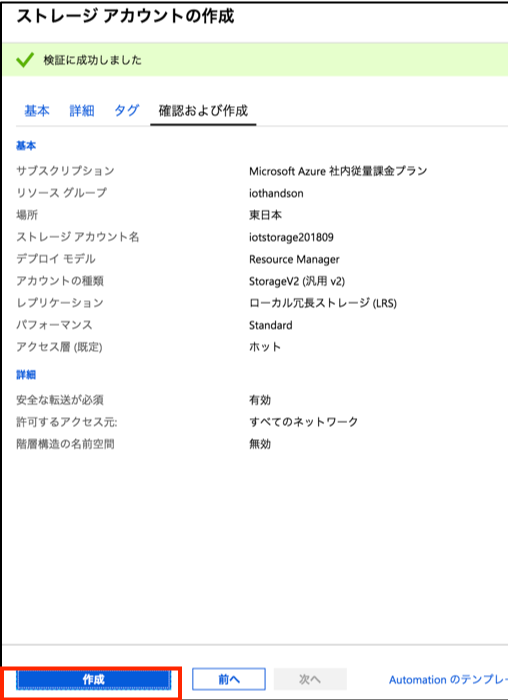 ストレージ アカウントの作成
検証に成功しました
基本 詳細 タグ 確認および作成
基本
サブスクリプション Microsoft Azure 社内従量課金プラン
リソース グループ iothandson
場所 東日本
ストレージ アカウント名 iotstorage201809
デプロイ モデル Resource Manager
アカウントの種類 StorageV2 (汎用 v2)
レプリケーション ローカル冗長ストレージ (LRS)
パフォーマンス Standard
アクセス層 (既定) ホット
詳細
安全な転送が必須 有効
許可するアクセス元: すべてのネットワーク
階層構造の名前空間 無効
作成 前へ 次へ Automation のテンプレー